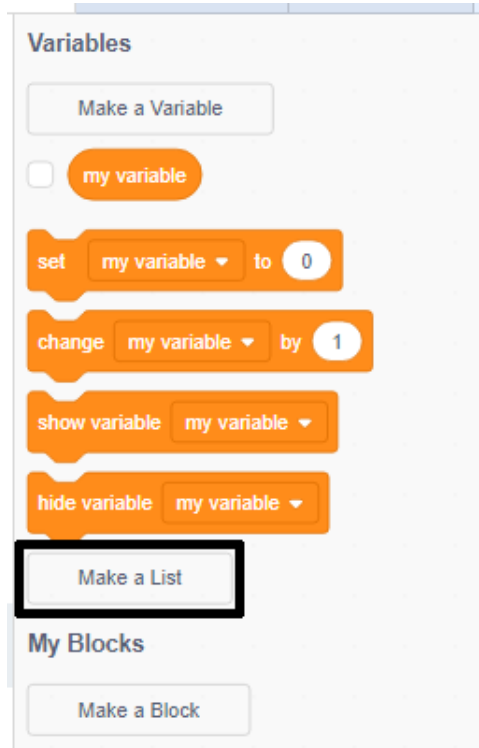 Variables
Make a Variable
my variable
set my variable to 0
change my variable by 1
show variable my variable
hide variable my variable
Make a List
My Blocks
Make a Block